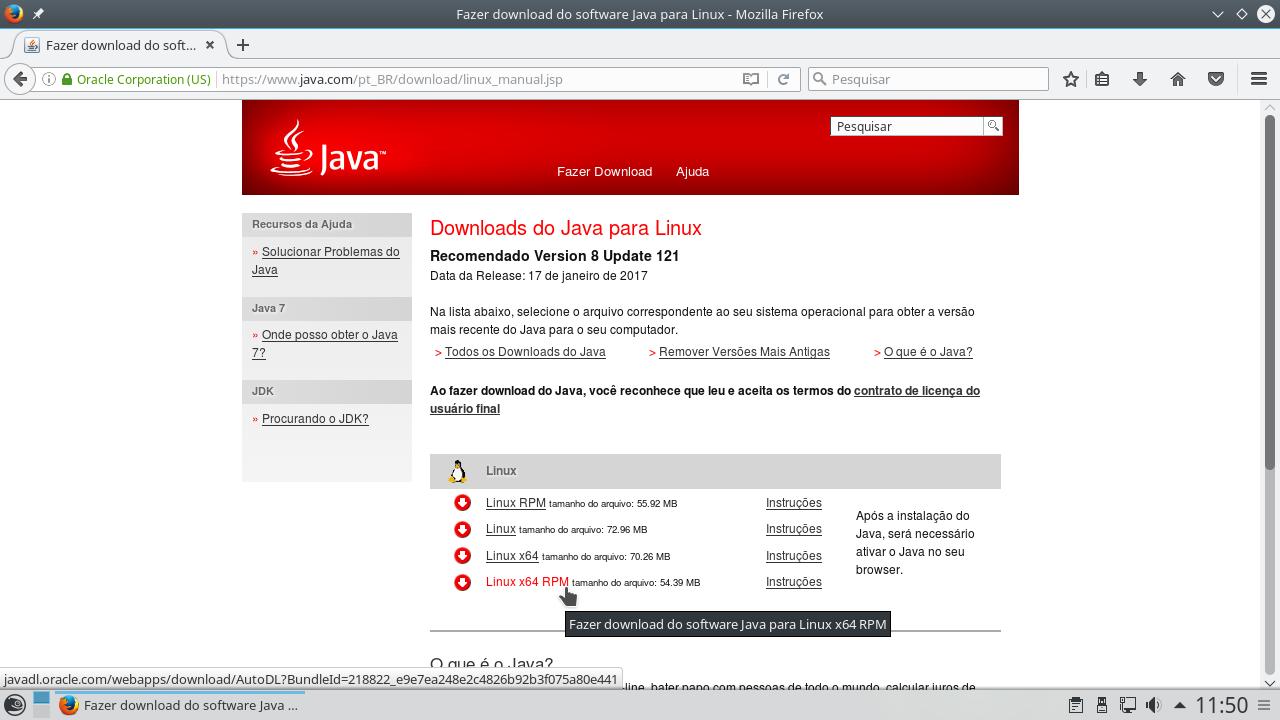 Fazer download do software Java para Linux - Mozilla Firefox
Fazer download do soft...
Oracle Corporation (US)
https://www.java.com/pt_BR/download/linux_manual.jsp
Pesquisar
Java™
Pesquisar
Fazer Download
Ajuda
Recursos da Ajuda
» Solucionar Problemas do
Java
Java 7
» Onde posso obter o Java
7?
JDK
» Procurando o JDK?
Downloads do Java para Linux
Recomendado Version 8 Update 121
Data da Release: 17 de janeiro de 2017
Na lista abaixo, selecione o arquivo correspondente ao seu sistema operacional para obter a versão
mais recente do Java para o seu computador.
> Todos os Downloads do Java
> Remover Versões Mais Antigas
> O que é o Java?
Ao fazer download do Java, você reconhece que leu e aceita os termos do contrato de licença do
usuário final
Linux
Linux RPM tamanho do arquivo: 55.92 MB
Instruções
Linux tamanho do arquivo: 72.96 MB
Instruções
Linux x64 tamanho do arquivo: 70.26 MB
Instruções
Linux x64 RPM tamanho do arquivo: 54.39 MB
Instruções
Após a instalação do
Java, será necessário
ativar o Java no seu
browser.
Fazer download do software Java para Linux x64 RPM
O que é o Java?
-line, bater papo com pessoas de todo o mundo, calcular juros de
javadl.oracle.com/webapps/download/AutoDL?BundleId=218822_e9e7ea248e2c4826b92b3f075a80e441
Fazer download do software Java ...
11:50